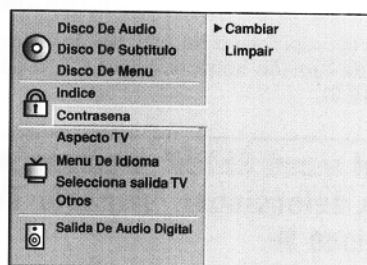 Disco De Audio
Disco De Subtitulo
Disco De Menu
Indice
Contrasena
Aspecto TV
Menu De Idioma
Selecciona salida TV
Otros
Salida De Audio Digital
Cambiar
Limpair